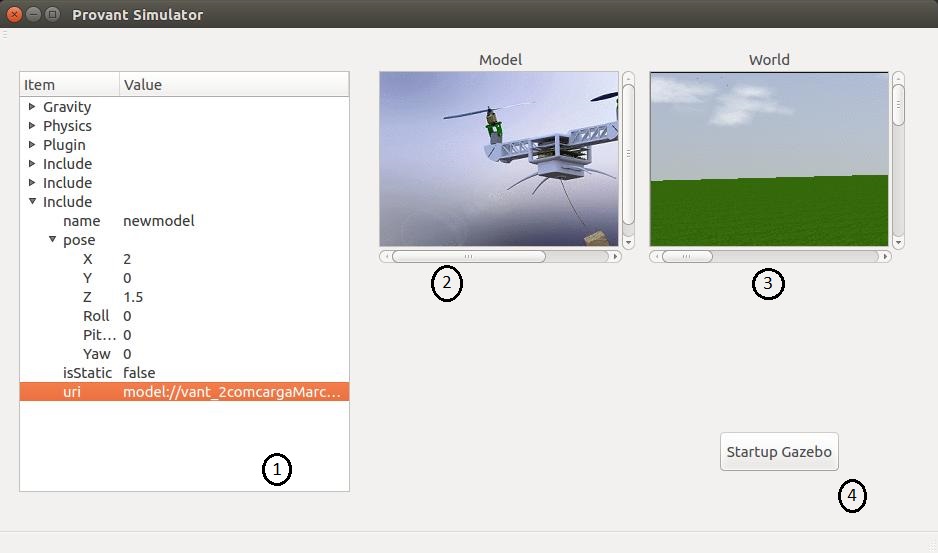 Provant Simulator
Item Value
Gravity
Physics
Plugin
Include
Include
Include
name newmodel
pose
X 2
Y 0
Z 1.5
Roll 0
Pit... 0
Yaw 0
isStatic false
uri model://vant_2comcargaMarc...
1
Model
2
World
3
Startup Gazebo
4